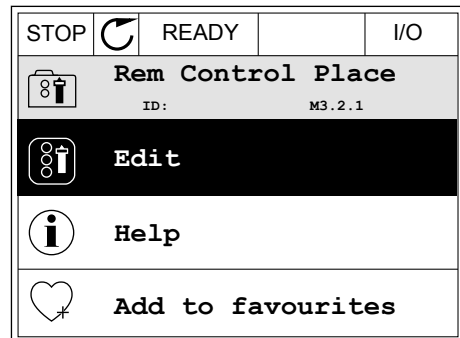 STOP READY I/O
Rem Control Place
ID: M3.2.1
Edit
Help
Add to favourites